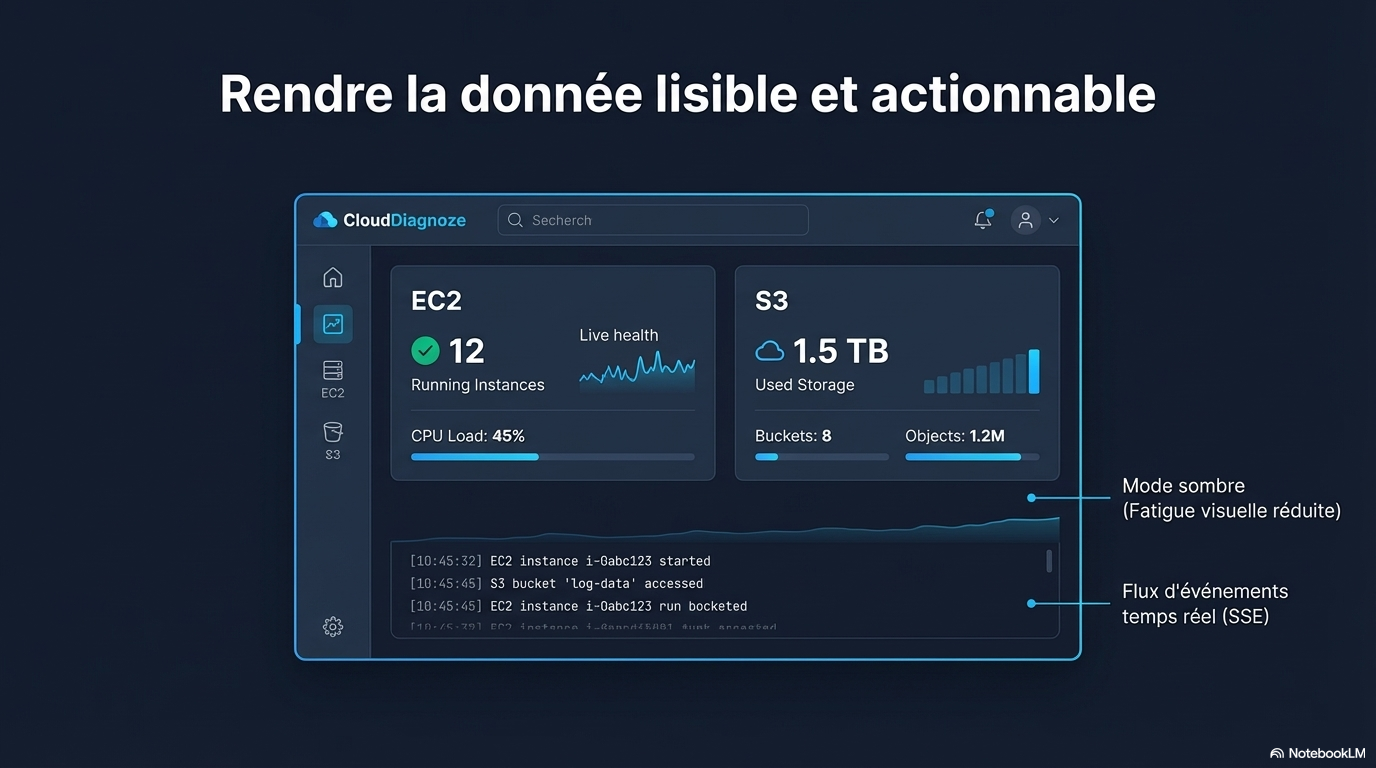 Rendre la donnée lisible et actionnable
CloudDiagnoze
Secherch
EC2
12
Running Instances
Live health
CPU Load: 45%
S3
1.5 TB
Used Storage
Buckets: 8
Objects: 1.2M
EC2
S3
[10:45:32] EC2 instance i-0abc123 started
[10:45:45] S3 bucket 'log-data' accessed
[10:45:45] EC2 instance i-0abc123 run bocketed
EC2 instance
Mode sombre
(Fatigue visuelle réduite)
Flux d'événements
temps réel (SSE)
NotebookLM